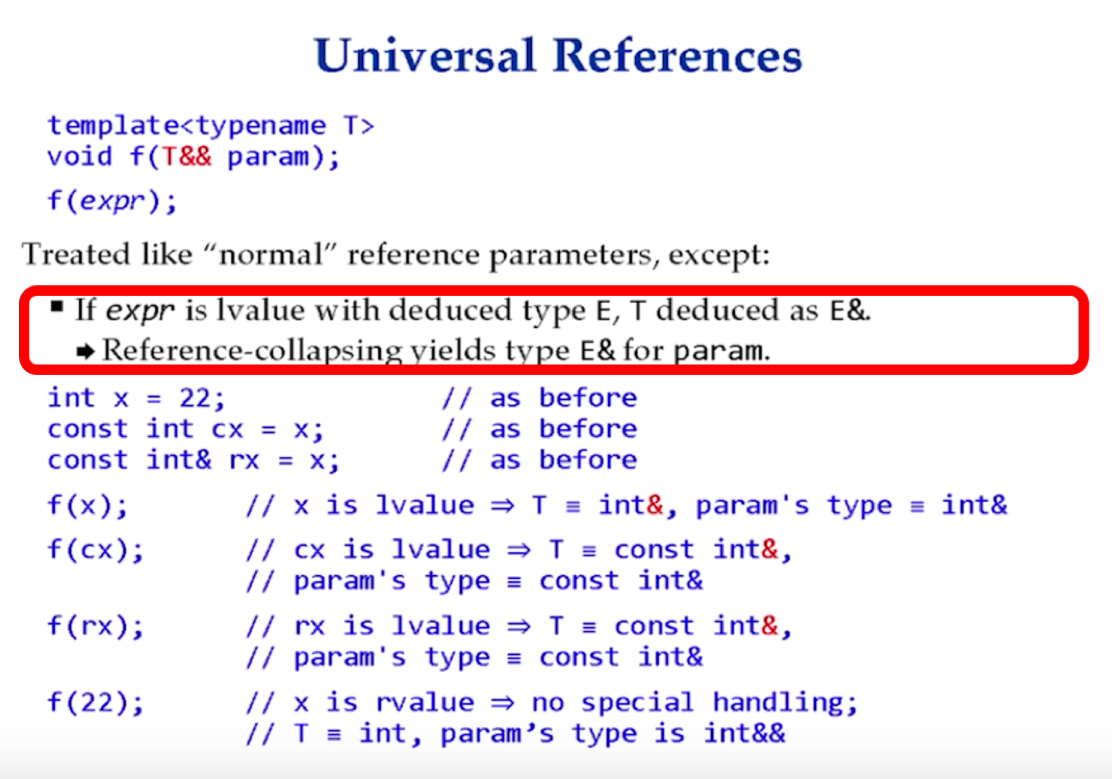 Universal References
template<typename T>
void f(T&& param);
f(expr);
Treated like “normal” reference parameters, except:
▪ If expr is lvalue with deduced type E, T deduced as E&.
➡ Reference-collapsing yields type E& for param.
int x = 22; // as before
const int cx = x; // as before
const int& rx = x; // as before
f(x); // x is lvalue ⇒ T ≡ int&, param's type ≡ int&
f(cx); // cx is lvalue ⇒ T ≡ const int&,
// param's type ≡ const int&
f(rx); // rx is lvalue ⇒ T ≡ const int&,
// param's type ≡ const int&
f(22); // x is rvalue ⇒ no special handling;
// T ≡ int, param’s type is int&&